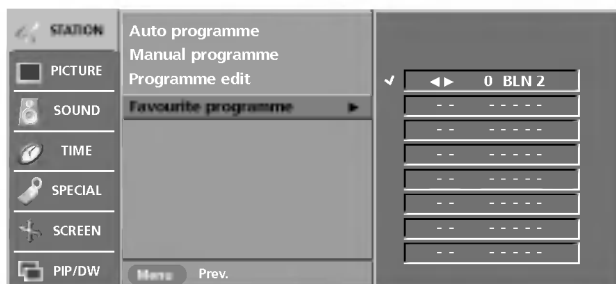 STATION
PICTURE
SOUND
TIME
SPECIAL
SCREEN
PIP/DW
Auto programme
Manual programme
Programme edit
Favourite programme ▶
Menu Prev.
✓ ◀▶ 0 BLN 2
- - - - - - -
- - - - - - -
- - - - - - -
- - - - - - -
- - - - - - -
- - - - - - -
- - - - - - -